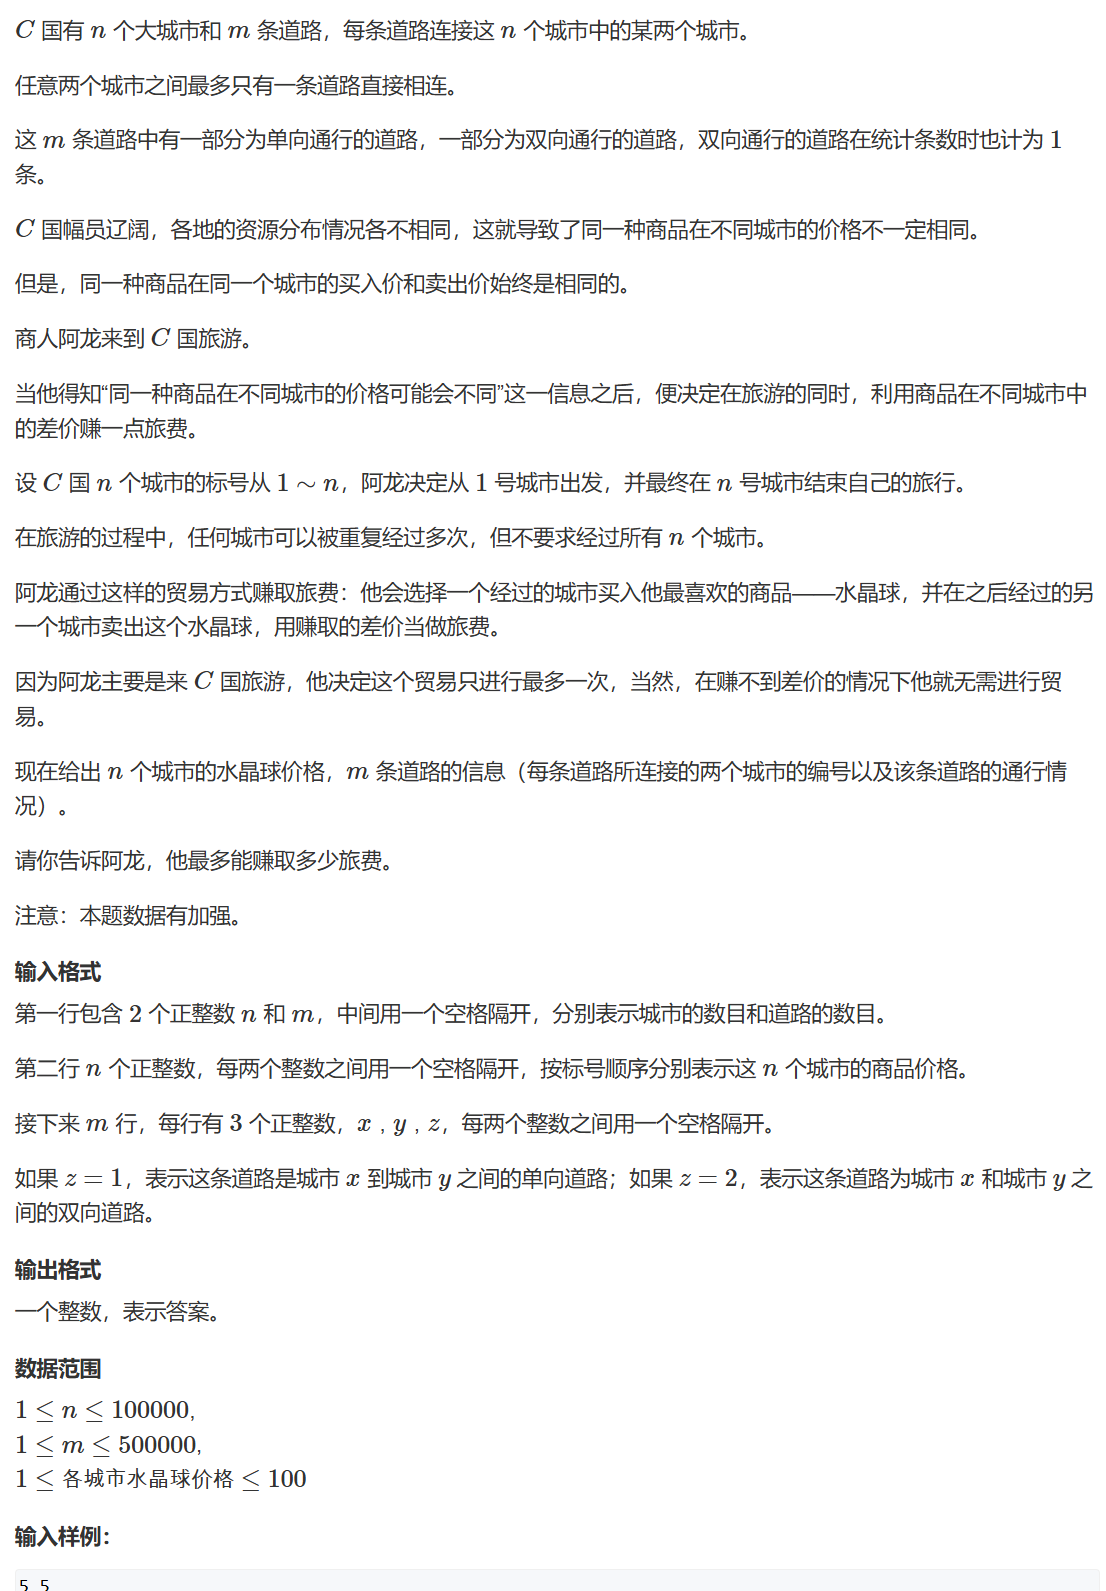 C 国有 n 个大城市和 m 条道路，每条道路连接这 n 个城市中的某两个城市。
任意两个城市之间最多只有一条道路直接相连。
这 m 条道路中有一部分为单向通行的道路，一部分为双向通行的道路，双向通行的道路在统计条数时也计为 1
条。
C 国幅员辽阔，各地的资源分布情况各不相同，这就导致了同一种商品在不同城市的价格不一定相同。
但是，同一种商品在同一个城市的买入价和卖出价始终是相同的。
商人阿龙来到 C 国旅游。
当他得知“同一种商品在不同城市的价格可能会不同”这一信息之后，便决定在旅游的同时，利用商品在不同城市中
的差价赚一点旅费。
设 C 国 n 个城市的标号从 1 ∼ n，阿龙决定从 1 号城市出发，并最终在 n 号城市结束自己的旅行。
在旅游的过程中，任何城市可以被重复经过多次，但不要求经过所有 n 个城市。
阿龙通过这样的贸易方式赚取旅费：他会选择一个经过的城市买入他最喜欢的商品——水晶球，并在之后经过的另
一个城市卖出这个水晶球，用赚取的差价当做旅费。
因为阿龙主要是来 C 国旅游，他决定这个贸易只进行最多一次，当然，在赚不到差价的情况下他就无需进行贸
易。
现在给出 n 个城市的水晶球价格，m 条道路的信息（每条道路所连接的两个城市的编号以及该条道路的通行情
况）。
请你告诉阿龙，他最多能赚取多少旅费。
注意：本题数据有加强。
输入格式
第一行包含 2 个正整数 n 和 m，中间用一个空格隔开，分别表示城市的数目和道路的数目。
第二行 n 个正整数，每两个整数之间用一个空格隔开，按标号顺序分别表示这 n 个城市的商品价格。
接下来 m 行，每行有 3 个正整数，x，y，z，每两个整数之间用一个空格隔开。
如果 z = 1，表示这条道路是城市 x 到城市 y 之间的单向道路；如果 z = 2，表示这条道路为城市 x 和城市 y 之
间的双向道路。
输出格式
一个整数，表示答案。
数据范围
1 ≤ n ≤ 100000,
1 ≤ m ≤ 500000,
1 ≤ 各城市水晶球价格 ≤ 100
输入样例：
5 5